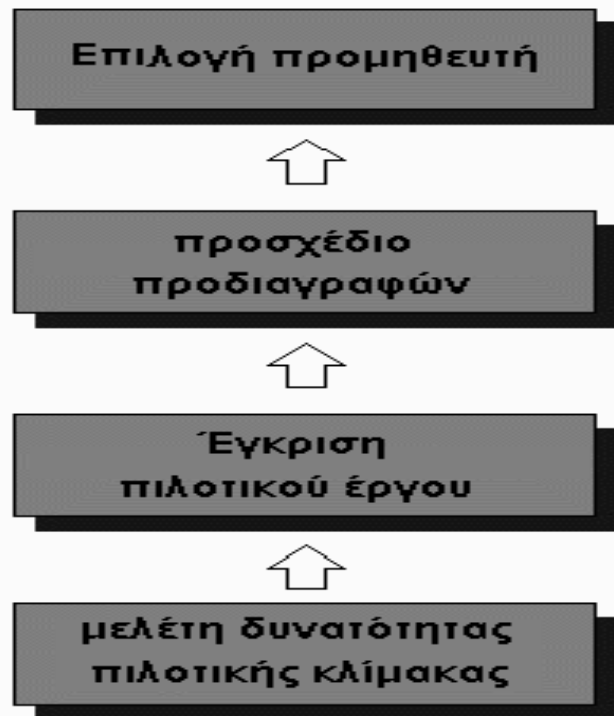 Επιλογή προμηθευτή
προσχέδιο
προδιαγραφών
Έγκριση
πιλοτικού έργου
μελέτη δυνατότητας
πιλοτικής κλίμακας